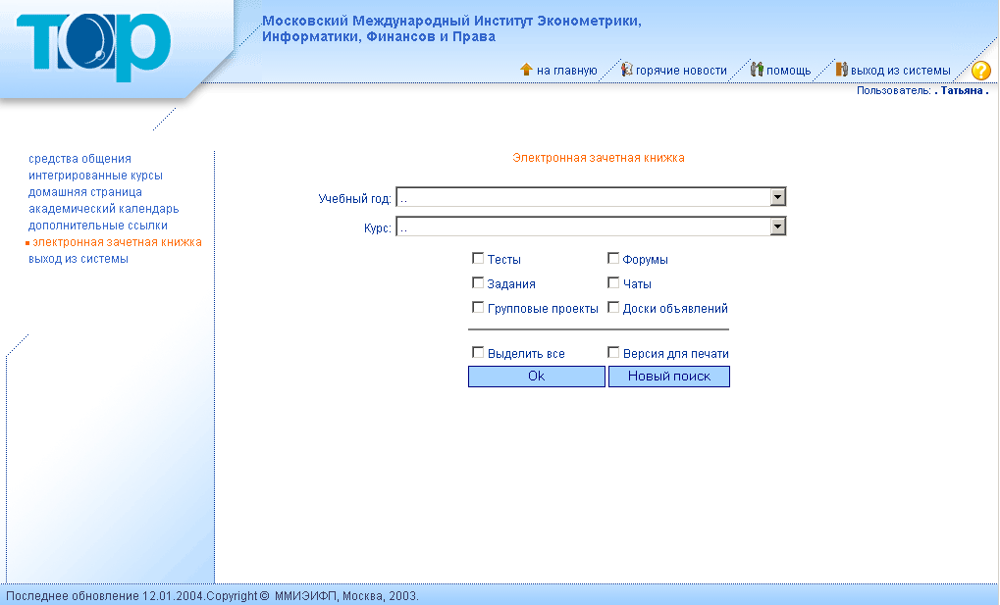 TOP
Московский Международный Институт Эконометрики,
Информатики, Финансов и Права
на главную горячие новости помощь выход из системы ?
Пользователь: . Татьяна .
средства общения
интегрированные курсы
домашняя страница
академический календарь
дополнительные ссылки
электронная зачетная книжка
выход из системы
Электронная зачетная книжка
Учебный год: ..
Курс: ..
Тесты Форумы
Задания Чаты
Групповые проекты Доски объявлений
Выделить все Версия для печати
Ok Новый поиск
Последнее обновление 12.01.2004.Copyright © ММИЭИФП, Москва, 2003.